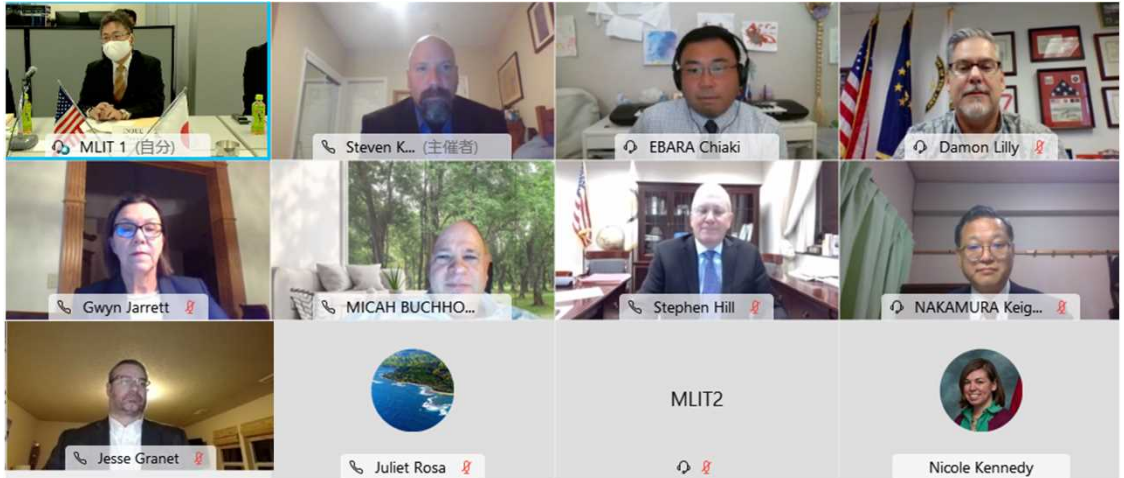 MLIT 1 (自分)
Steven K... (主催者)
EBARA Chiaki
Damon Lilly
Gwyn Jarrett
MICAH BUCHHO...
Stephen Hill
NAKAMURA Keig...
Jesse Granet
Juliet Rosa
MLIT2
Nicole Kennedy